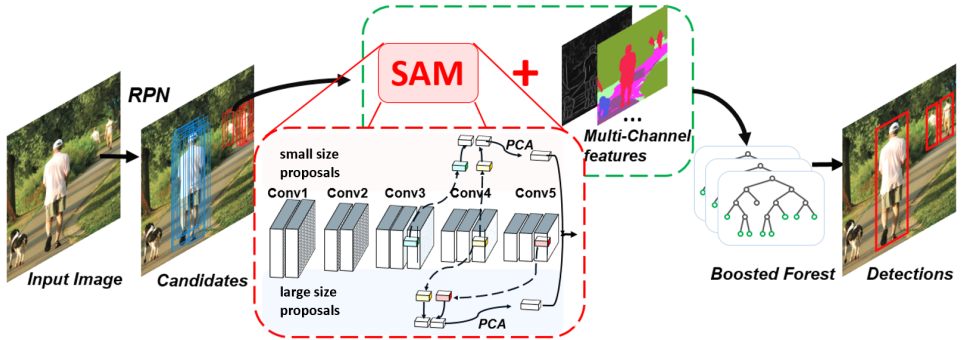 RPN
Input Image
Candidates
SAM
+
...
Multi-Channel
features
small size
proposals
PCA
Conv1
Conv2
Conv3
Conv4
Conv5
large size
proposals
PCA
Boosted Forest
Detections